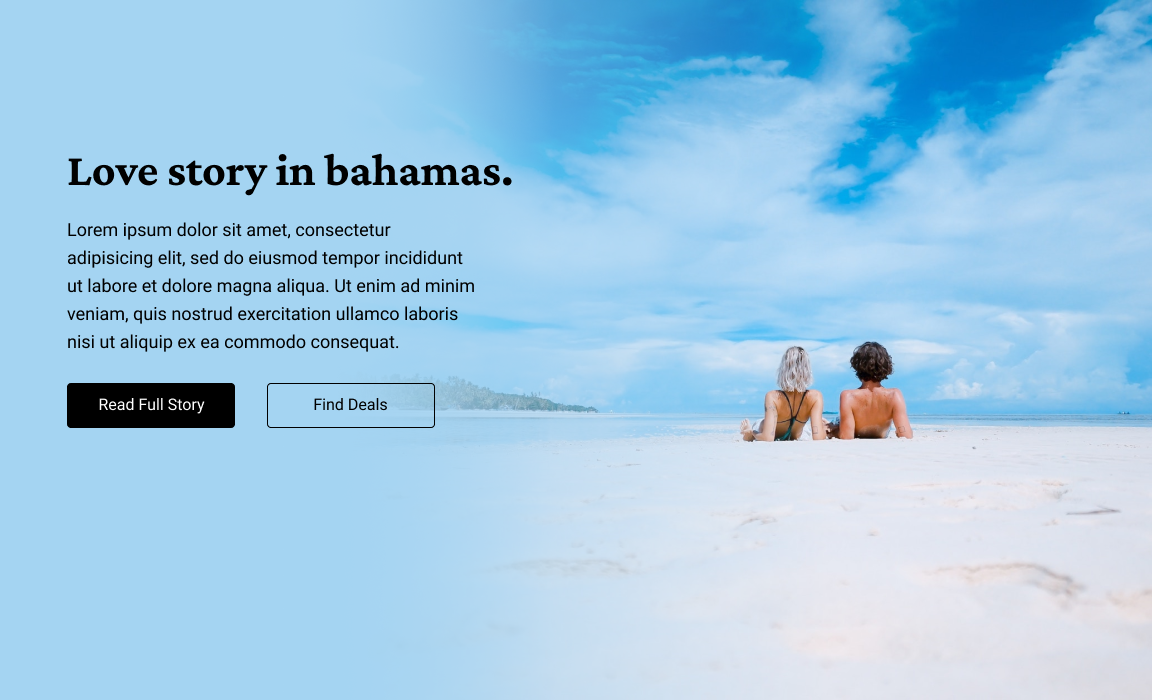 Love story in bahamas.
Lorem ipsum dolor sit amet, consectetur
adipisicing elit, sed do eiusmod tempor incididunt
ut labore et dolore magna aliqua. Ut enim ad minim
veniam, quis nostrud exercitation ullamco laboris
nisi ut aliquip ex ea commodo consequat.
Read Full Story
Find Deals